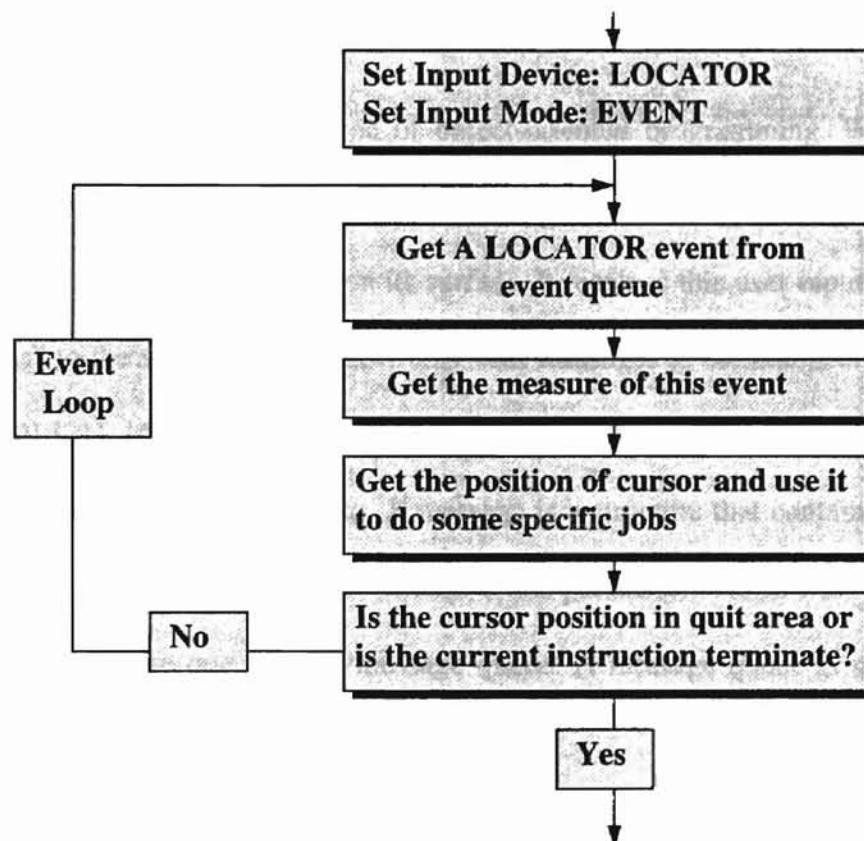 Set Input Device: LOCATOR
Set Input Mode: EVENT
Get A LOCATOR event from
event queue
Event
Loop
Get the measure of this event
Get the position of cursor and use it
to do some specific jobs
Is the cursor position in quit area or
is the current instruction terminate?
No
Yes